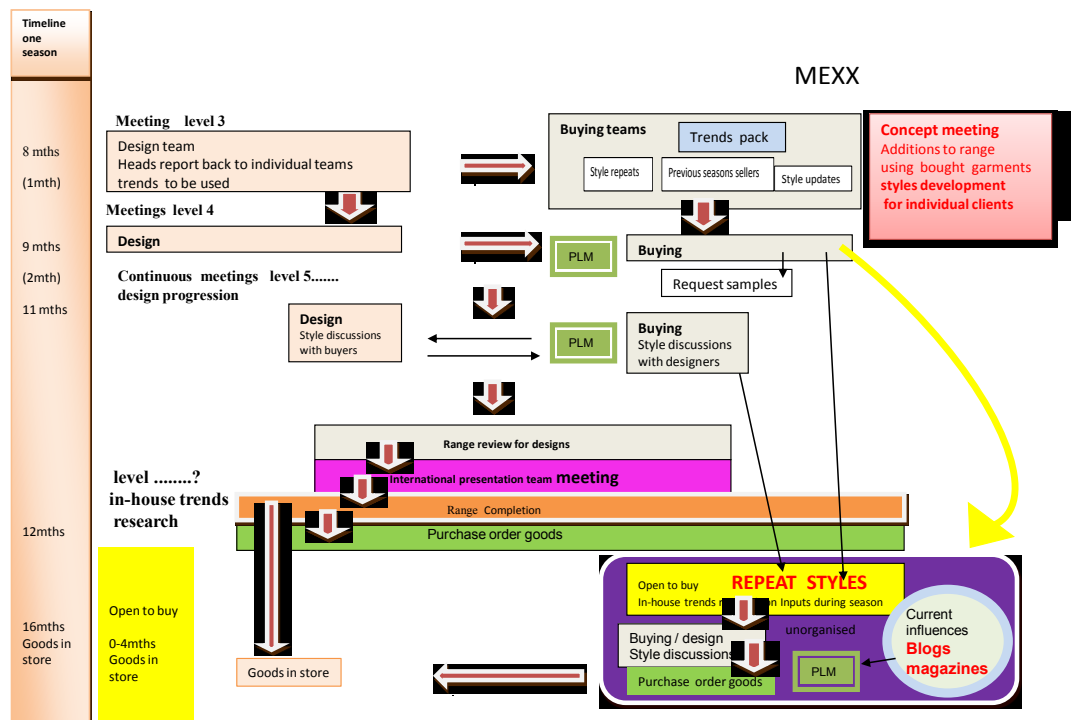 Timeline
one
season
MEXX
Meeting level 3
Design team
Heads report back to individual teams
trends to be used
Buying teams
Trends pack
Style repeats
Previous seasons sellers
Style updates
Concept meeting
Additions to range
using bought garments
styles development
for individual clients
8 mths
(1mth)
Meetings level 4
Design
PLM
Buying
Request samples
9 mths
(2mth)
11 mths
Continuous meetings level 5.......
design progression
Design
Style discussions
with buyers
PLM
Buying
Style discussions
with designers
Range review for designs
International presentation team meeting
level ........?
in-house trends
research
Range Completion
Purchase order goods
12mths
Open to buy
0-4mths
Goods in
store
16mths
Goods in
store
Goods in store
Open to buy REPEAT STYLES
In-house trends on Inputs during season
unorganised
Buying / design
Style discussions
Purchase order goods
PLM
Current
influences
Blogs
magazines